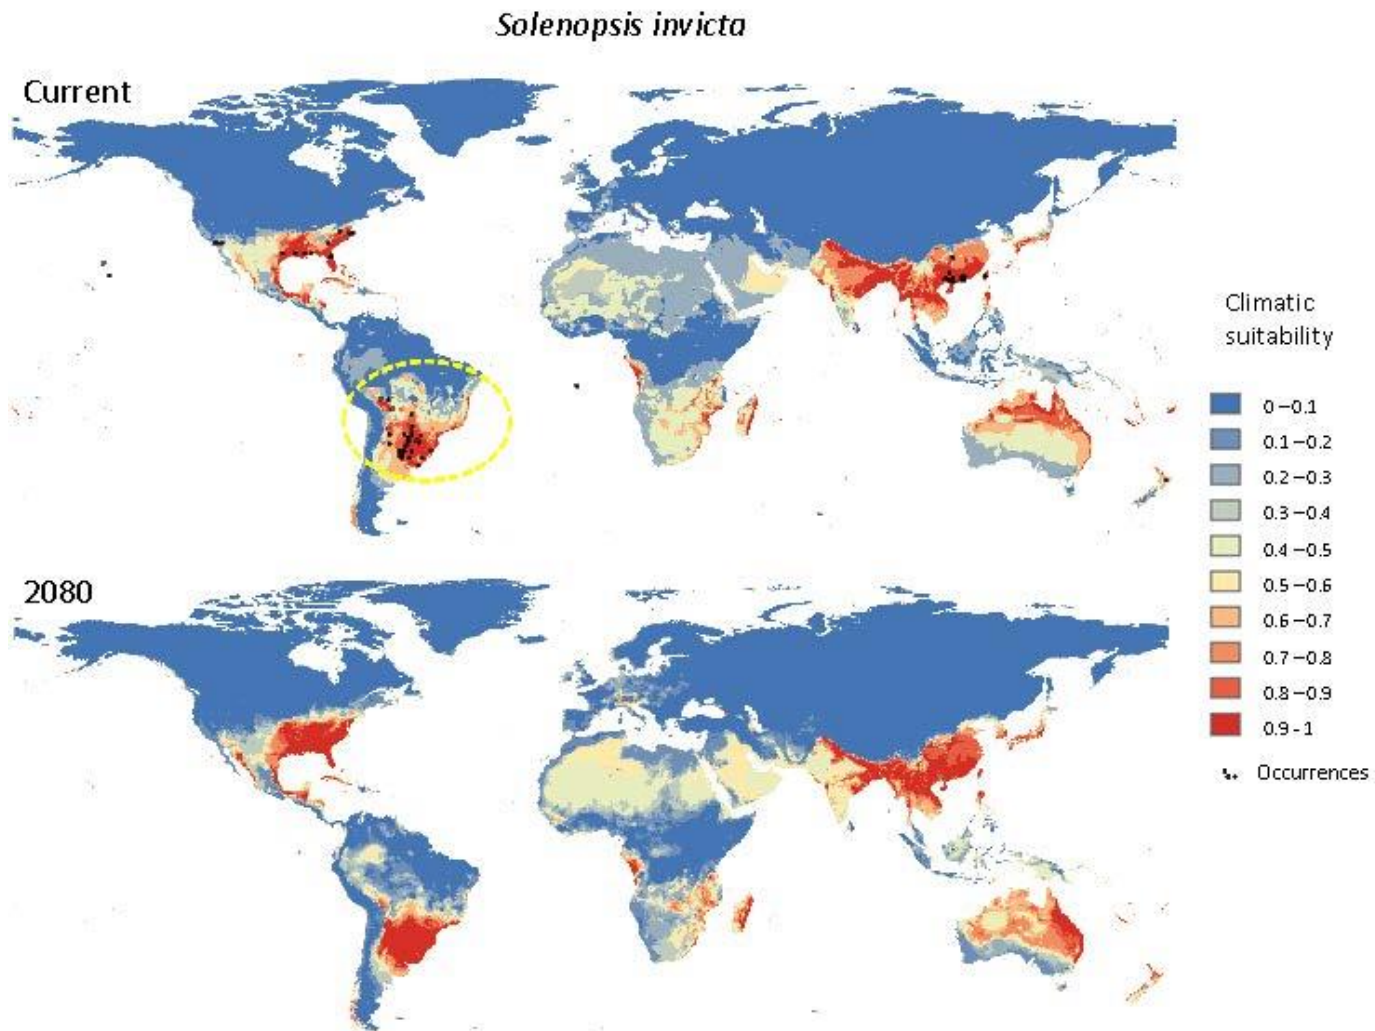 Solenopsis invicta
Current
Climatic
suitability
0 – 0.1
0.1 – 0.2
0.2 – 0.3
0.3 – 0.4
0.4 – 0.5
0.5 – 0.6
0.6 – 0.7
0.7 – 0.8
0.8 – 0.9
0.9 - 1
Occurrences
2080